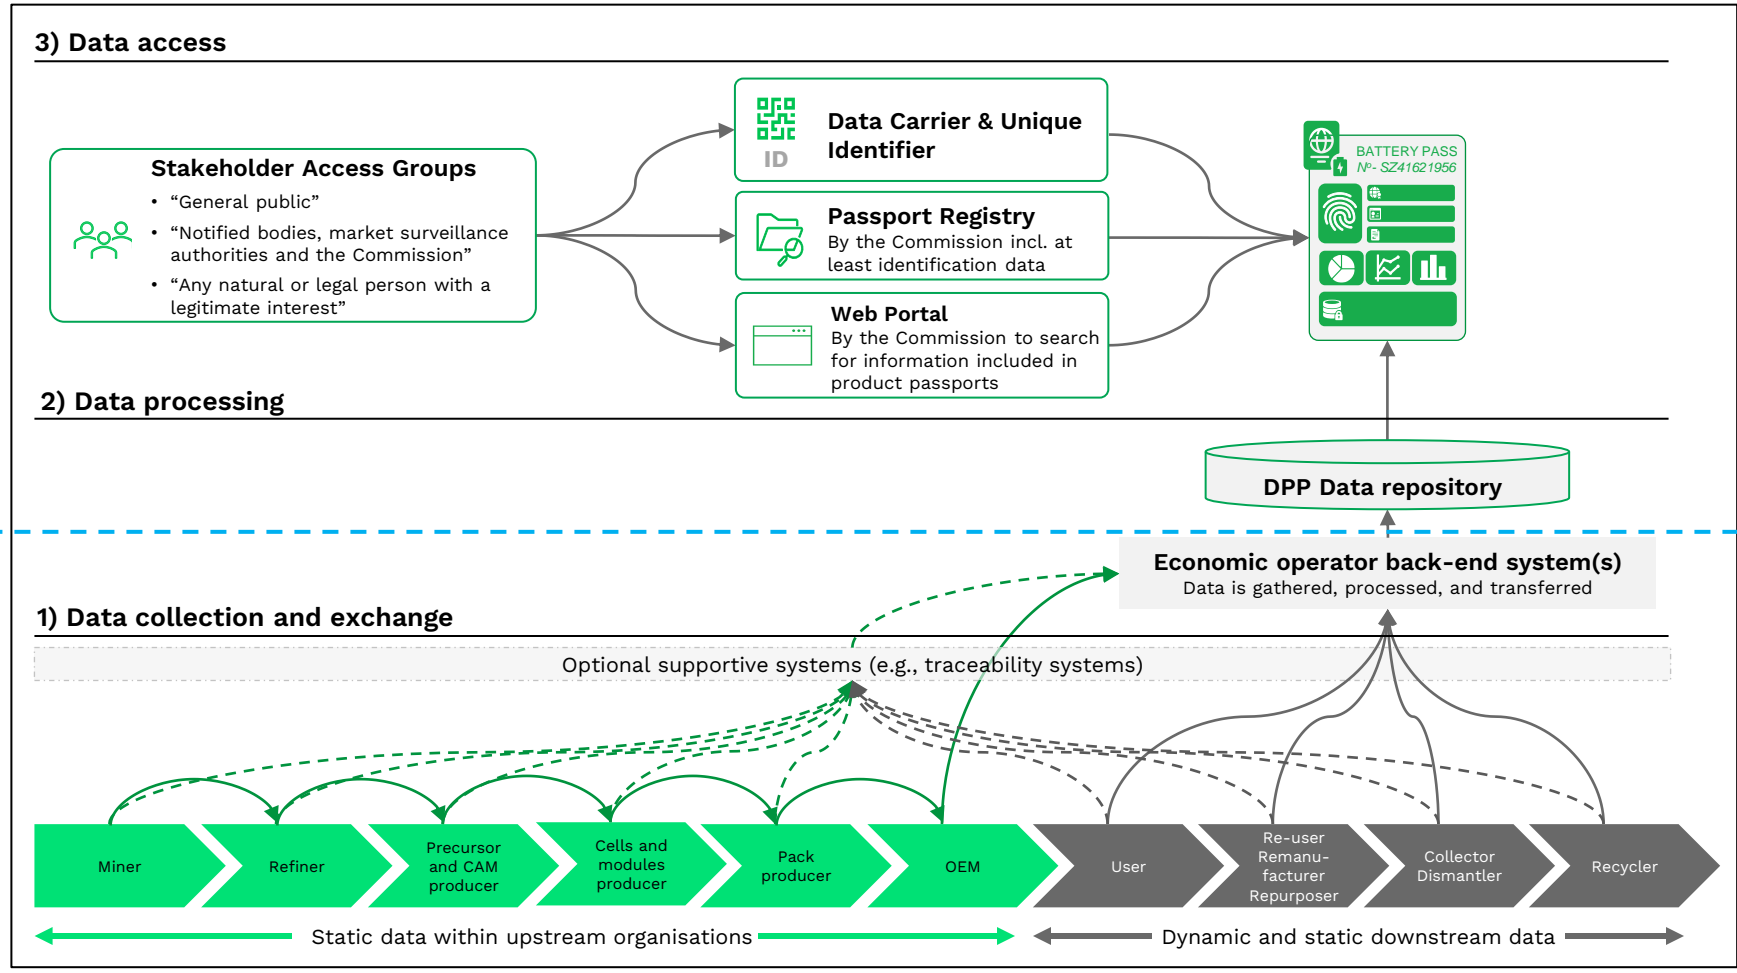 3) Data access
Stakeholder Access Groups
• “General public”
• “Notified bodies, market surveillance
authorities and the Commission”
• “Any natural or legal person with a
legitimate interest”
ID
Data Carrier & Unique
Identifier
Passport Registry
By the Commission incl. at
least identification data
Web Portal
By the Commission to search
for information included in
product passports
BATTERY PASS
Nº- SZ41621956
2) Data processing
DPP Data repository
Economic operator back-end system(s)
Data is gathered, processed, and transferred
1) Data collection and exchange
Optional supportive systems (e.g., traceability systems)
Miner
Refiner
Precursor
and CAM
producer
Cells and
modules
producer
Pack
producer
OEM
User
Re-user
Remanu-
facturer
Repurposer
Collector
Dismantler
Recycler
Static data within upstream organisations
Dynamic and static downstream data